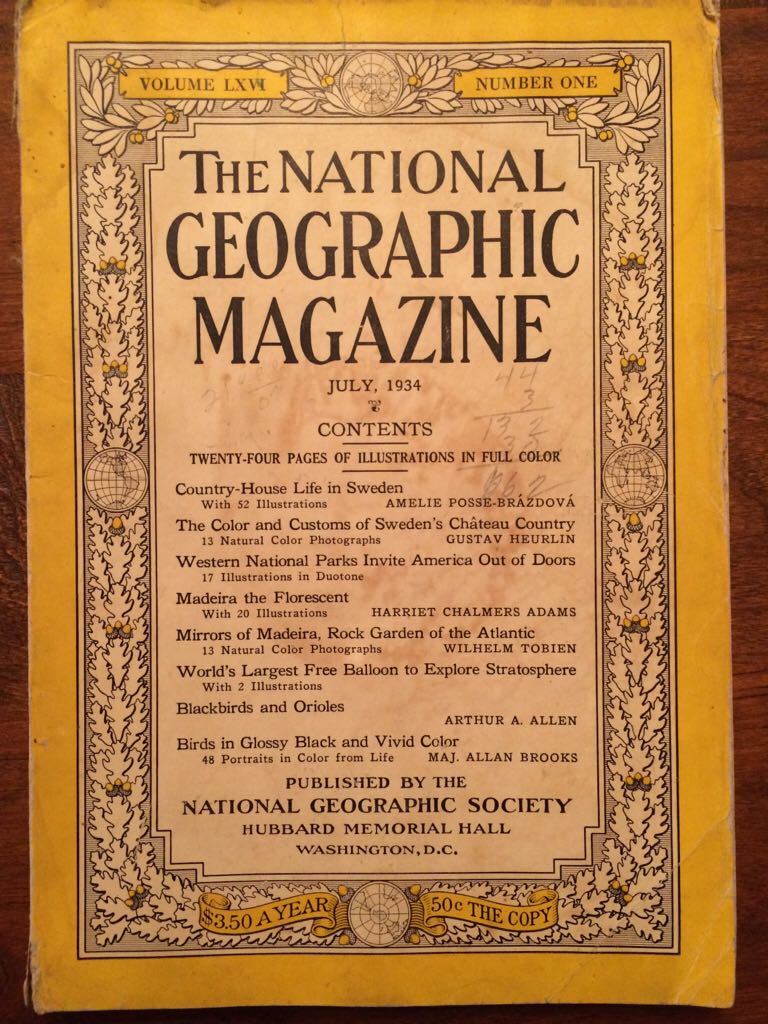 VOLUME LXVI
NUMBER ONE
THE NATIONAL
GEOGRAPHIC
MAGAZINE
JULY, 1934
44
3
132
CONTENTS
TWENTY-FOUR PAGES OF ILLUSTRATIONS IN FULL COLOR
Country-House Life in Sweden
With 52 Illustrations AMELIE POSSE-BRÁZDOVÁ
The Color and Customs of Sweden's Château Country
13 Natural Color Photographs GUSTAV HEURLIN
Western National Parks Invite America Out of Doors
17 Illustrations in Duotone
Madeira the Florescent
With 20 Illustrations HARRIET CHALMERS ADAMS
Mirrors of Madeira, Rock Garden of the Atlantic
13 Natural Color Photographs WILHELM TOBIEN
World's Largest Free Balloon to Explore Stratosphere
With 2 Illustrations
Blackbirds and Orioles
ARTHUR A. ALLEN
Birds in Glossy Black and Vivid Color
48 Portraits in Color from Life MAJ. ALLAN BROOKS
PUBLISHED BY THE
NATIONAL GEOGRAPHIC SOCIETY
HUBBARD MEMORIAL HALL
WASHINGTON, D.C.
$3.50 A YEAR
50c THE COPY